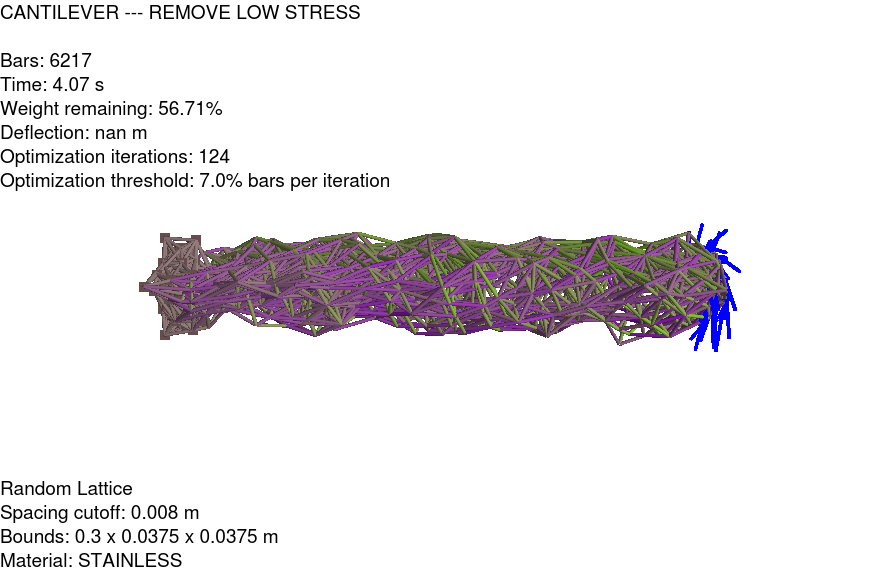 CANTILEVER --- REMOVE LOW STRESS
Bars: 6217
Time: 4.07 s
Weight remaining: 56.71%
Deflection: nan m
Optimization iterations: 124
Optimization threshold: 7.0% bars per iteration
Random Lattice
Spacing cutoff: 0.008 m
Bounds: 0.3 x 0.0375 x 0.0375 m
Material: STAINLESS